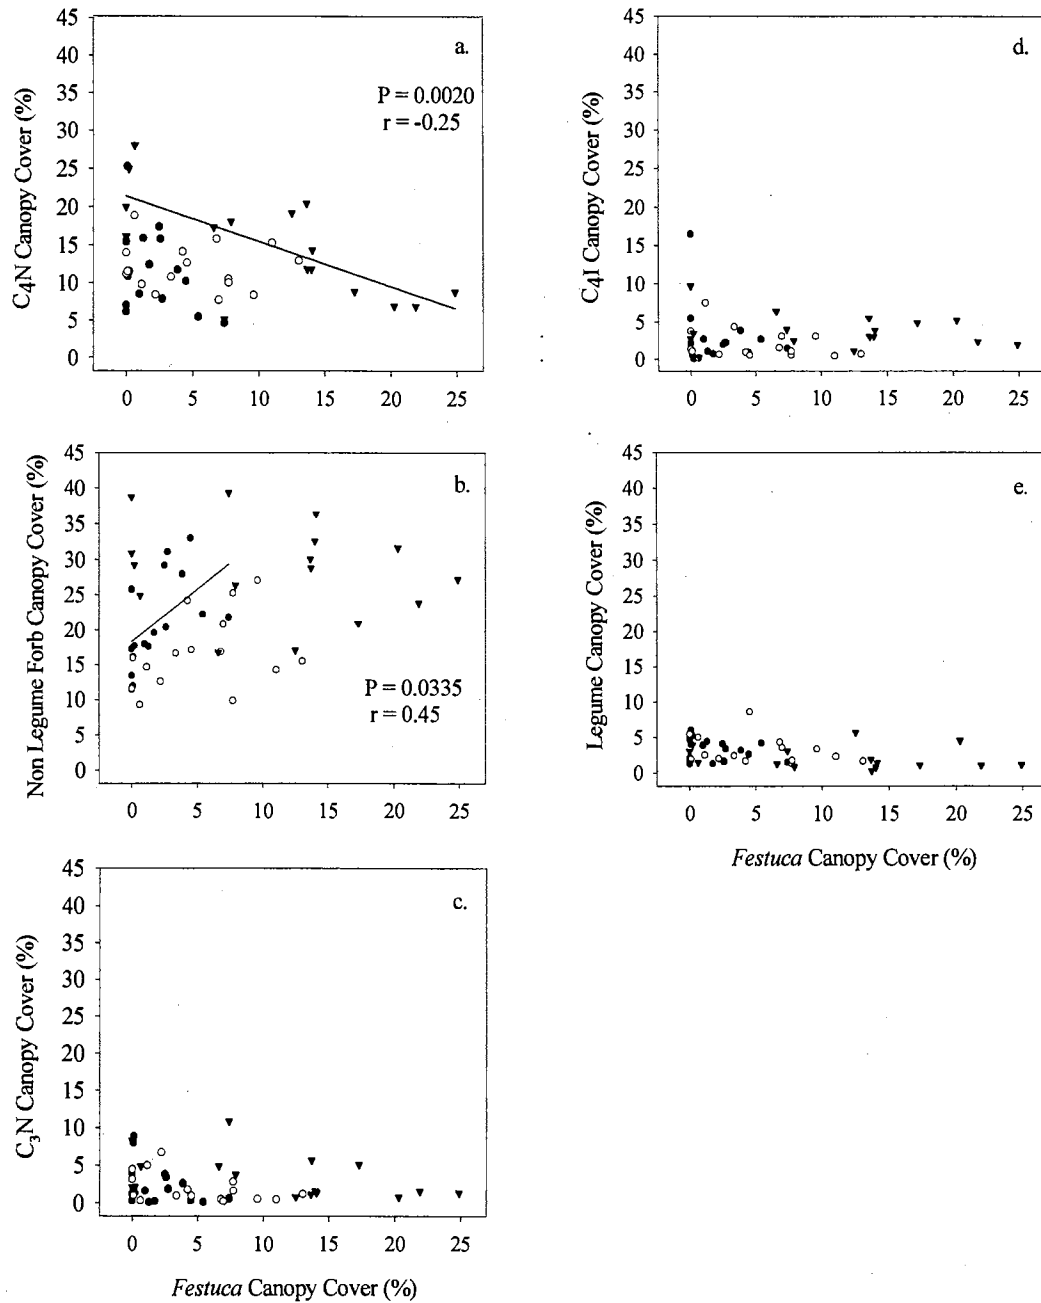 a.
P = 0.0020
r = -0.25
C4N Canopy Cover (%)
45
40
35
30
25
20
15
10
5
0
0 5 10 15 20 25
d.
C4I Canopy Cover (%)
45
40
35
30
25
20
15
10
5
0
0 5 10 15 20 25
b.
P = 0.0335
r = 0.45
Non Legume Forb Canopy Cover (%)
45
40
35
30
25
20
15
10
5
0
0 5 10 15 20 25
e.
Legume Canopy Cover (%)
45
40
35
30
25
20
15
10
5
0
0 5 10 15 20 25
Festuca Canopy Cover (%)
c.
C₃N Canopy Cover (%)
45
40
35
30
25
20
15
10
5
0
0 5 10 15 20 25
Festuca Canopy Cover (%)